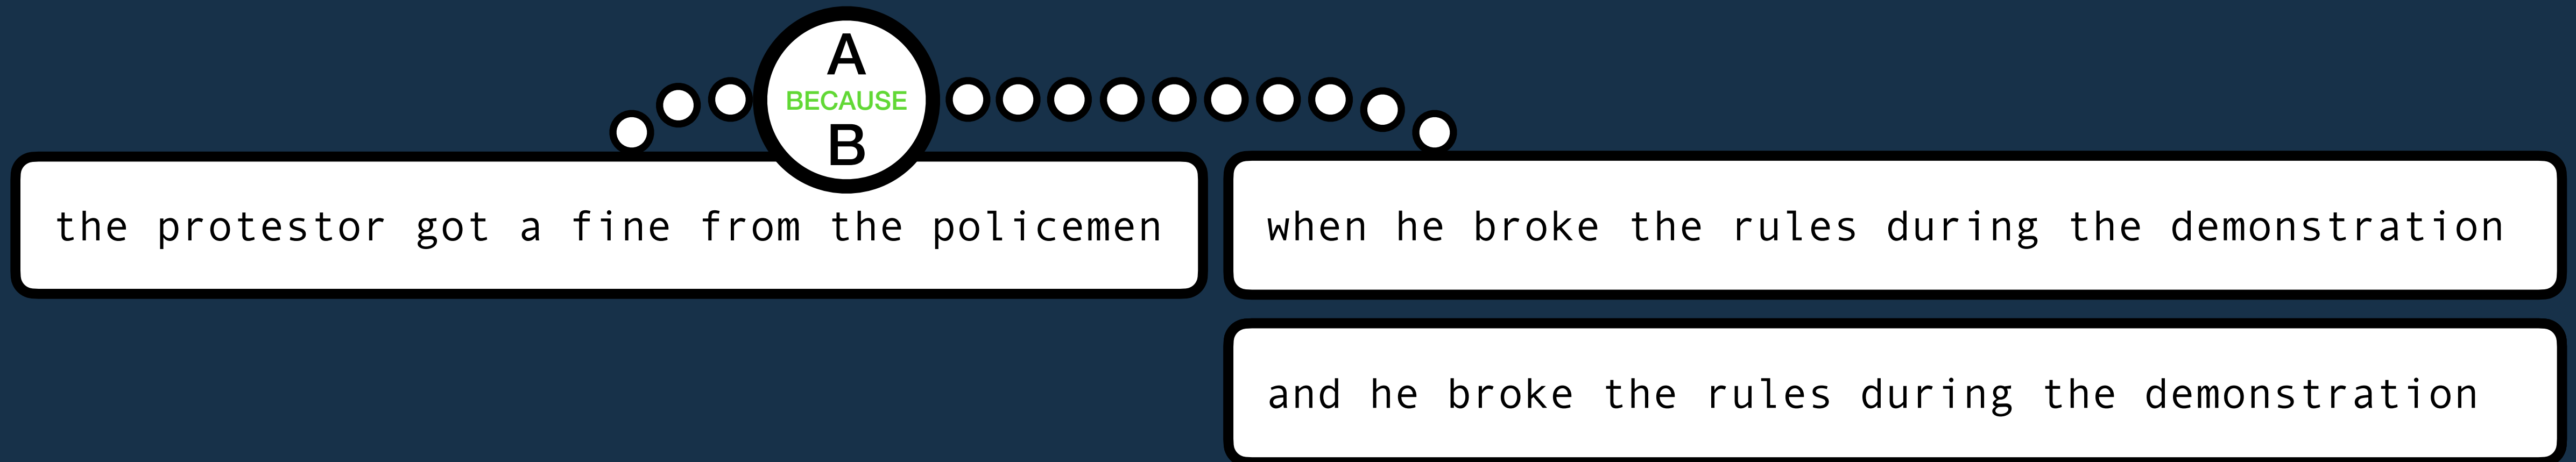 A
BECAUSE
B
the protestor got a fine from the policemen
when he broke the rules during the demonstration
and he broke the rules during the demonstration